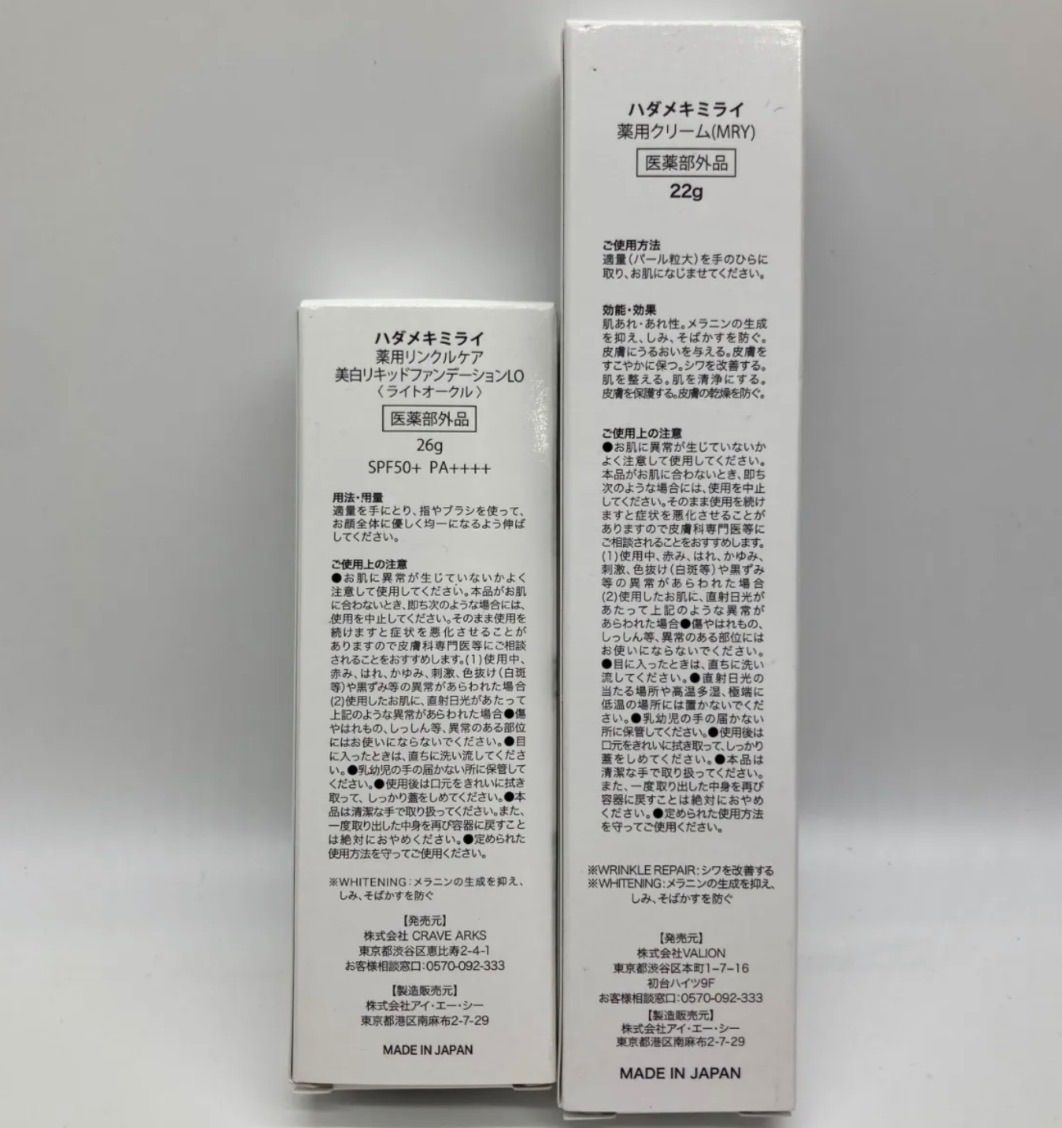 ハダメキミライ
薬用リンクルケア
美白リキッドファンデーションLO
〈ライトオークル〉
医薬部外品
26g
SPF50+ PA++++
用法・用量
適量を手にとり、指やブラシを使って、
お顔全体に優しく均一になるよう伸ば
してください。
ご使用上の注意
●お肌に異常が生じていないかよく
注意して使用してください。本品がお肌
に合わないとき、即ち次のような場合には、
使用を中止してください。そのまま使用を
続けますと症状を悪化させることが
ありますので皮膚科専門医等にご相談
されることをおすすめします。(1)使用中、
赤み、はれ、かゆみ、刺激、色抜け(白斑
等)や黒ずみ等の異常があらわれた場合
(2)使用したお肌に、直射日光があたって
上記のような異常があらわれた場合●傷
やはれもの、しっしん等、異常のある部位
にはお使いにならないでください。●目
に入ったときは、直ちに洗い流してくださ
い。●乳幼児の手の届かない所に保管して
ください。●使用後は口元をきれいに拭き
取って、しっかり蓋をしめてください。●本
品は清潔な手で取り扱ってください。また、
一度取り出した中身を再び容器に戻すこと
は絶対におやめください。●定められた
使用方法を守ってご使用ください。
※WHITENING:メラニンの生成を抑え、
しみ、そばかすを防ぐ
【発売元】
株式会社 CRAVE ARKS
東京都渋谷区恵比寿2-4-1
お客様相談窓口:0570-092-333
【製造販売元】
株式会社アイ・エー・シー
東京都港区南麻布2-7-29
MADE IN JAPAN
ハダメキミライ
薬用クリーム(MRY)
医薬部外品
22g
ご使用方法
適量(パール粒大)を手のひらに
取り、お肌になじませてください。
効能・効果
肌あれ・あれ性。メラニンの生成
を抑え、しみ、そばかすを防ぐ。
皮膚にうるおいを与える。皮膚を
すこやかに保つ。シワを改善する。
肌を整える。肌を清浄にする。
皮膚を保護する。皮膚の乾燥を防ぐ。
ご使用上の注意
●お肌に異常が生じていないか
よく注意して使用してください。
本品がお肌に合わないとき、即ち
次のような場合には、使用を中止
してください。そのまま使用を続け
ますと症状を悪化させることが
ありますので皮膚科専門医等に
ご相談されることをおすすめします。
(1)使用中、赤み、はれ、かゆみ、
刺激、色抜け(白斑等)や黒ずみ
等の異常があらわれた場合
(2)使用したお肌に、直射日光が
あたって上記のような異常が
あらわれた場合●傷やはれもの、
しっしん等、異常のある部位には
お使いにならないでください。
●目に入ったときは、直ちに洗い
流してください。●直射日光の
当たる場所や高温多湿、極端に
低温の場所には置かないでくだ
さい。●乳幼児の手の届かない
所に保管してください。●使用後は
口元をきれいに拭き取って、しっかり
蓋をしめてください。●本品は
清潔な手で取り扱ってください。
また、一度取り出した中身を再び
容器に戻すことは絶対におやめ
ください。●定められた使用方法
を守ってご使用ください。
※WRINKLE REPAIR:シワを改善する
※WHITENING:メラニンの生成を抑え、
しみ、そばかすを防ぐ
【発売元】
株式会社VALION
東京都渋谷区本町1-7-16
初台ハイツ9F
お客様相談窓口:0570-092-333
【製造販売元】
株式会社アイ・エー・シー
東京都港区南麻布2-7-29
MADE IN JAPAN